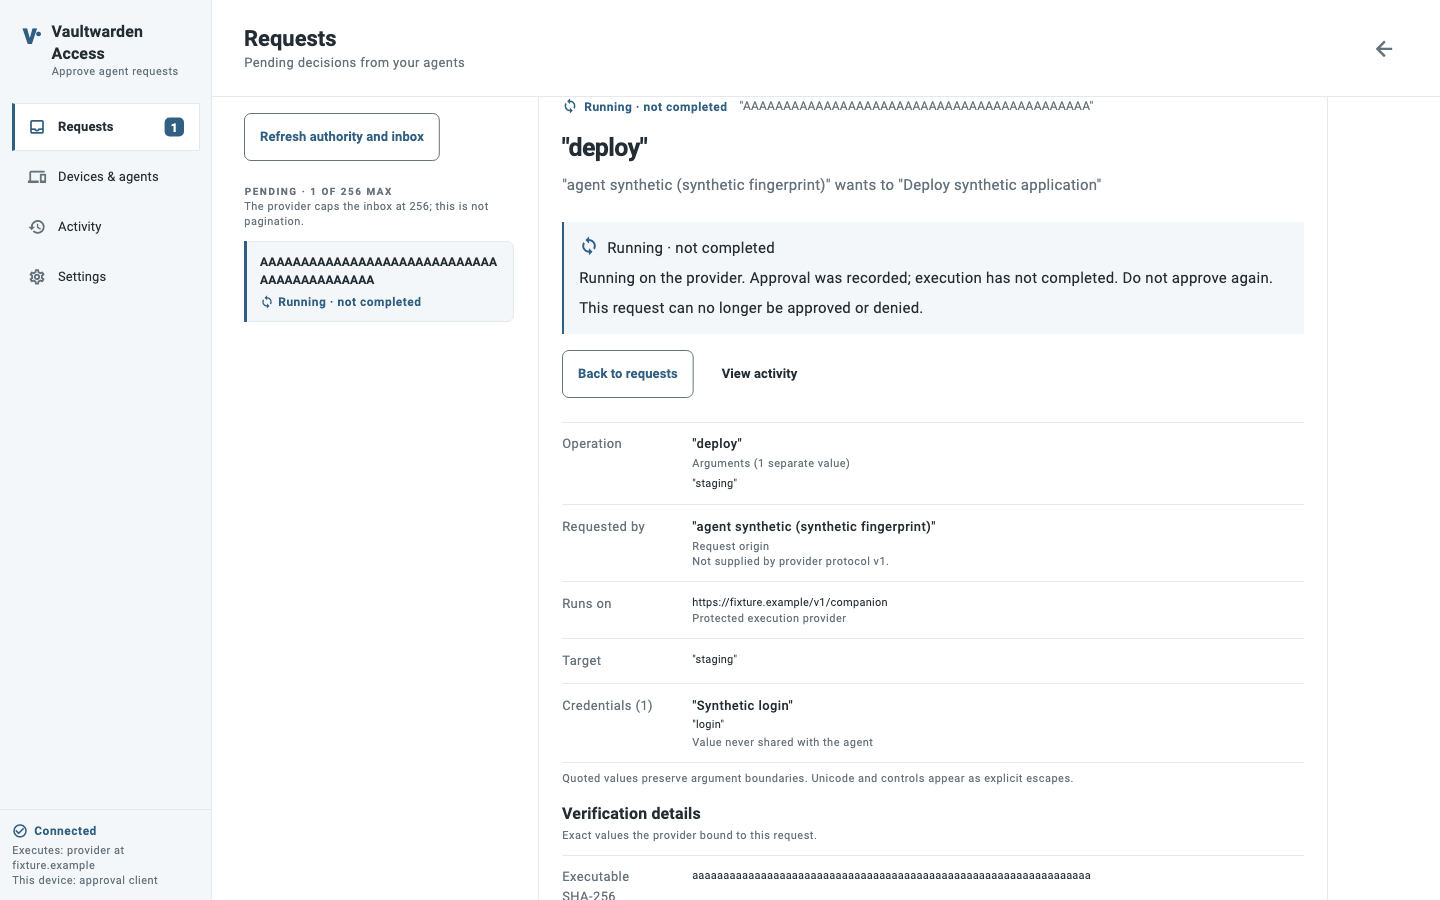 Vaultwarden
Access
Approve agent requests
Requests
1
Devices & agents
Activity
Settings
Connected
Executes: provider at
fixture.example
This device: approval client
Requests
Pending decisions from your agents
Refresh authority and inbox
PENDING · 1 OF 256 MAX
The provider caps the inbox at 256; this is not
pagination.
AAAAAAAAAAAAAAAAAAAAAAAAAAAAA
AAAAAAAAAAAAAA
Running · not completed
Running · not completed "AAAAAAAAAAAAAAAAAAAAAAAAAAAAAAAAAAAAAAAAAAA"
"deploy"
"agent synthetic (synthetic fingerprint)" wants to "Deploy synthetic application"
Running · not completed
Running on the provider. Approval was recorded; execution has not completed. Do not approve again.
This request can no longer be approved or denied.
Back to requests
View activity
Operation
"deploy"
Arguments (1 separate value)
"staging"
Requested by
"agent synthetic (synthetic fingerprint)"
Request origin
Not supplied by provider protocol v1.
Runs on
https://fixture.example/v1/companion
Protected execution provider
Target
"staging"
Credentials (1)
"Synthetic login"
"login"
Value never shared with the agent
Quoted values preserve argument boundaries. Unicode and controls appear as explicit escapes.
Verification details
Exact values the provider bound to this request.
Executable
SHA-256
aaaaaaaaaaaaaaaaaaaaaaaaaaaaaaaaaaaaaaaaaaaaaaaaaaaaaaaaaaaaaaaa